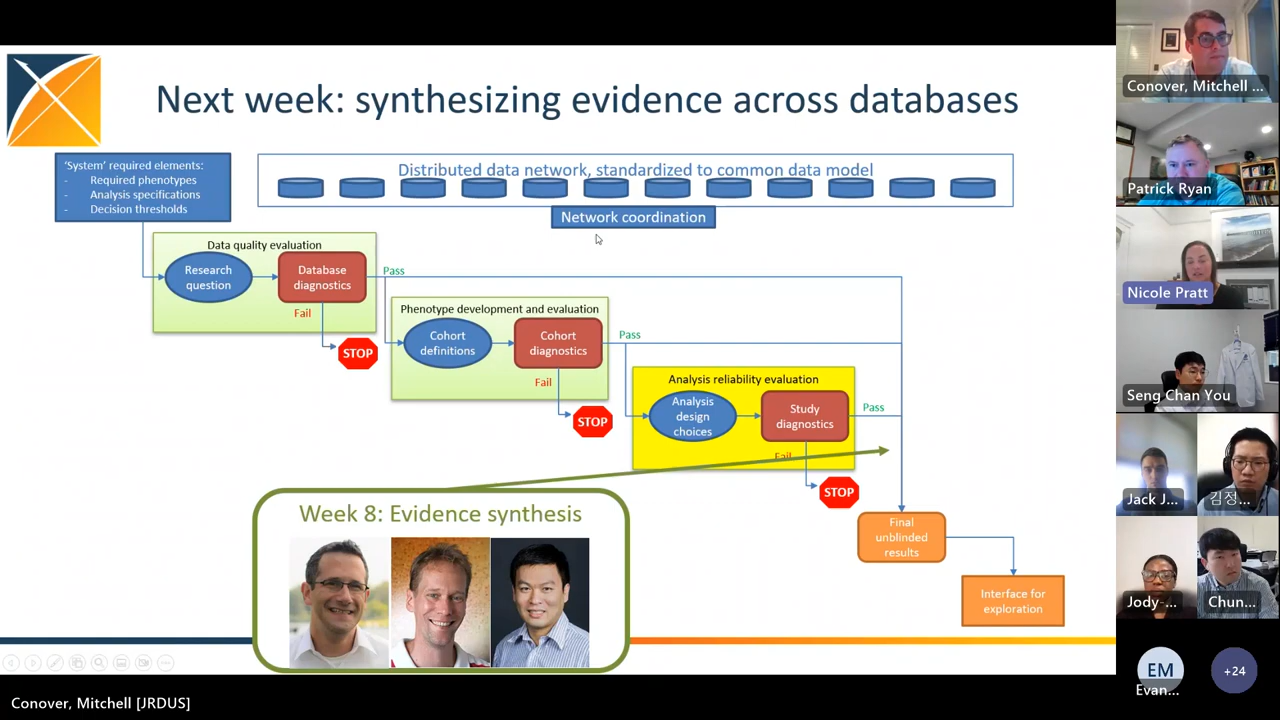 Next week: synthesizing evidence across databases
'System' required elements:
- Required phenotypes
- Analysis specifications
- Decision thresholds
Distributed data network, standardized to common data model
Network coordination
Data quality evaluation
Research
question
Database
diagnostics
Pass
Fail
STOP
Phenotype development and evaluation
Cohort
definitions
Cohort
diagnostics
Pass
Fail
STOP
Analysis reliability evaluation
Analysis
design
choices
Study
diagnostics
Pass
Fail
STOP
Final
unblinded
results
Interface for
exploration
Week 8: Evidence synthesis
Conover, Mitchell [JRDUS]
Conover, Mitchell ...
Patrick Ryan
Nicole Pratt
Seng Chan You
Jack J...
김정...
Jody-...
Chun...
EM
Evan...
+24